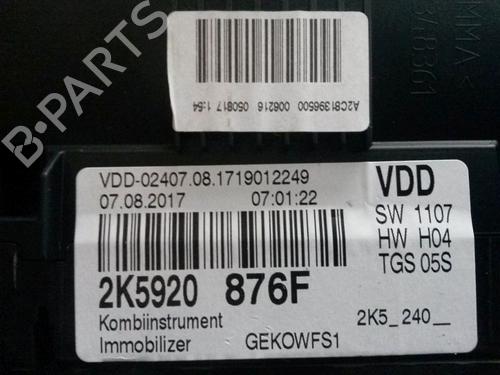 B-PARTS
MMA <
A2C81396500 006216 050817 1:54
VDD-02407.08.1719012249
07.08.2017 07:01:22
VDD
SW 1107
HW H04
TGS 05S
2K5920 876F
Kombiinstrument
2K5_240__
Immobilizer GEKOWFS1